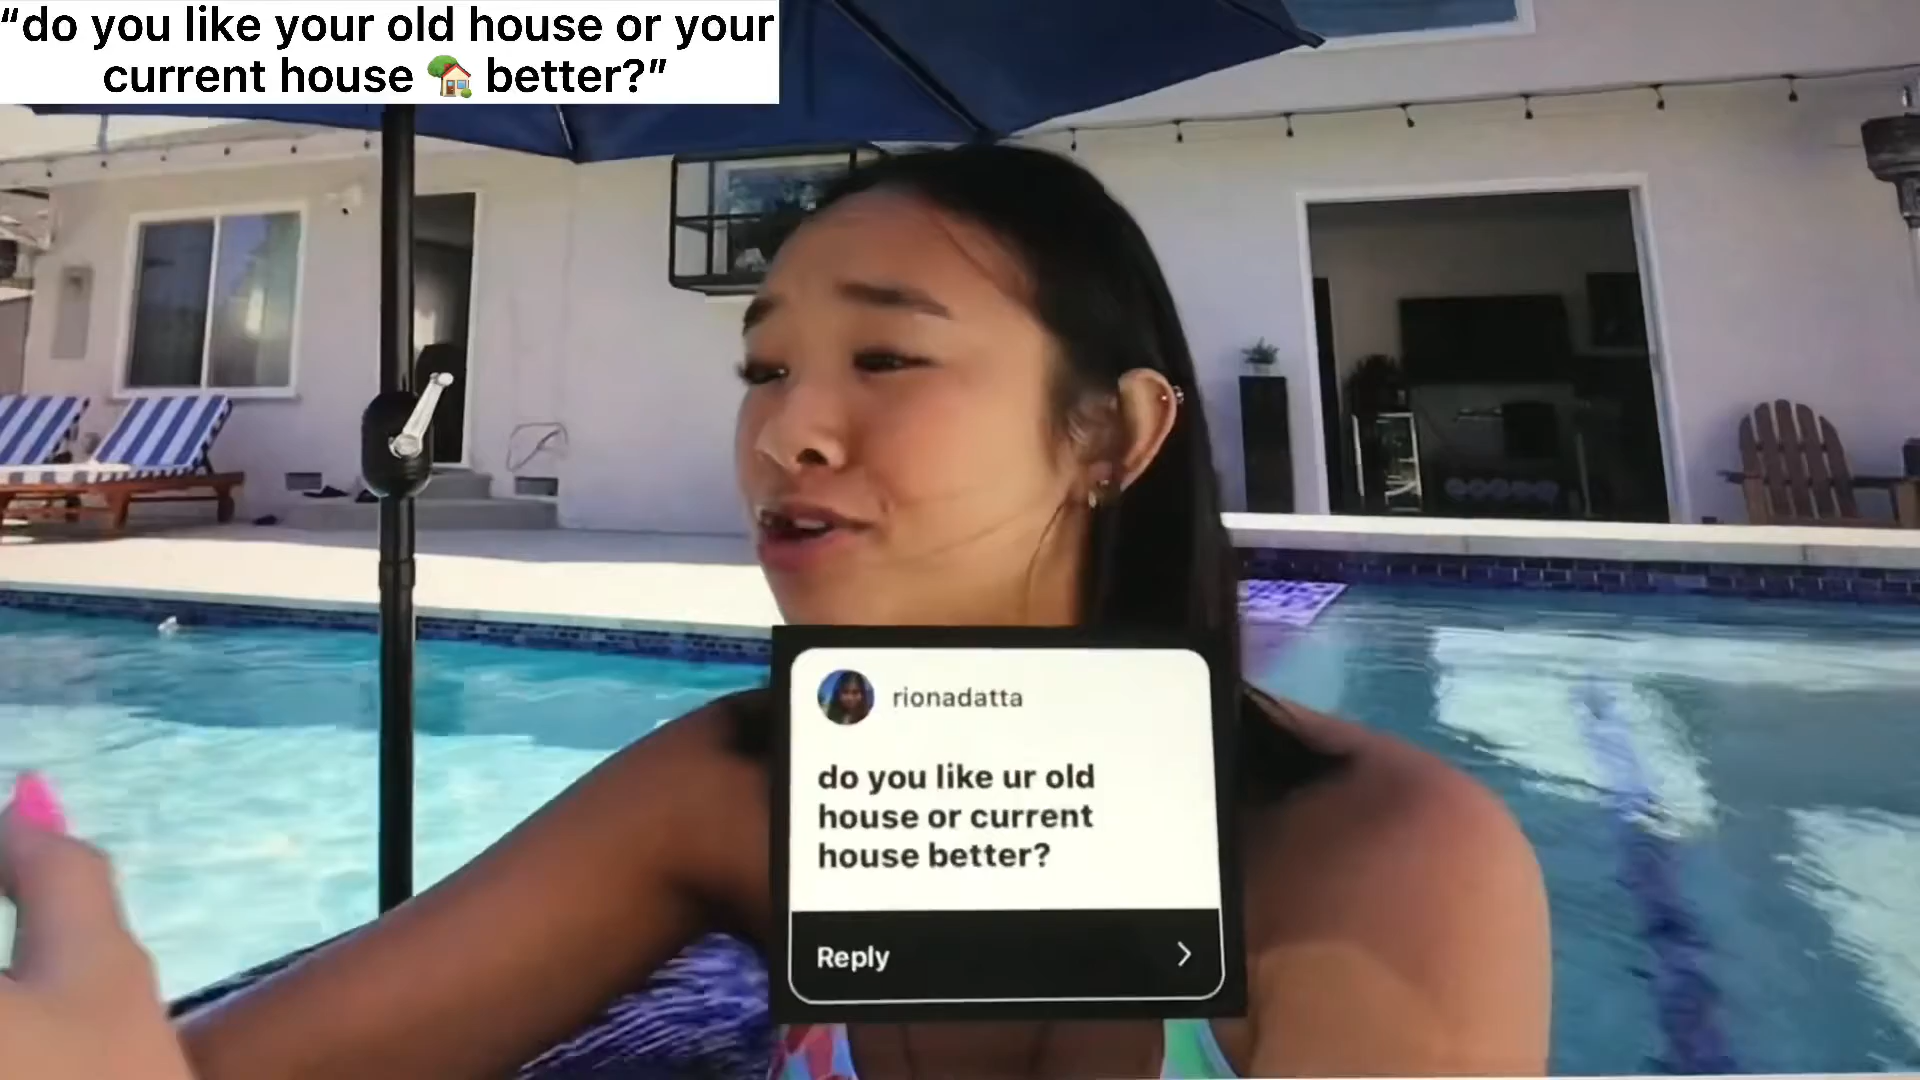 “do you like your old house or your
current house 🏡 better?”
rionadatta
do you like ur old
house or current
house better?
Reply